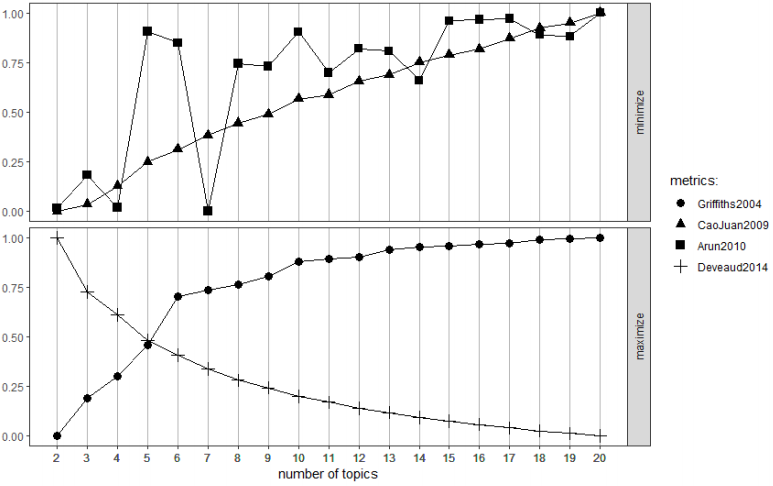 1.00
0.75
0.50
0.25
0.00
minimize
1.00
0.75
0.50
0.25
0.00
maximize
2 3 4 5 6 7 8 9 10 11 12 13 14 15 16 17 18 19 20
number of topics
metrics:
Griffiths2004
CaoJuan2009
Arun2010
Deveaud2014